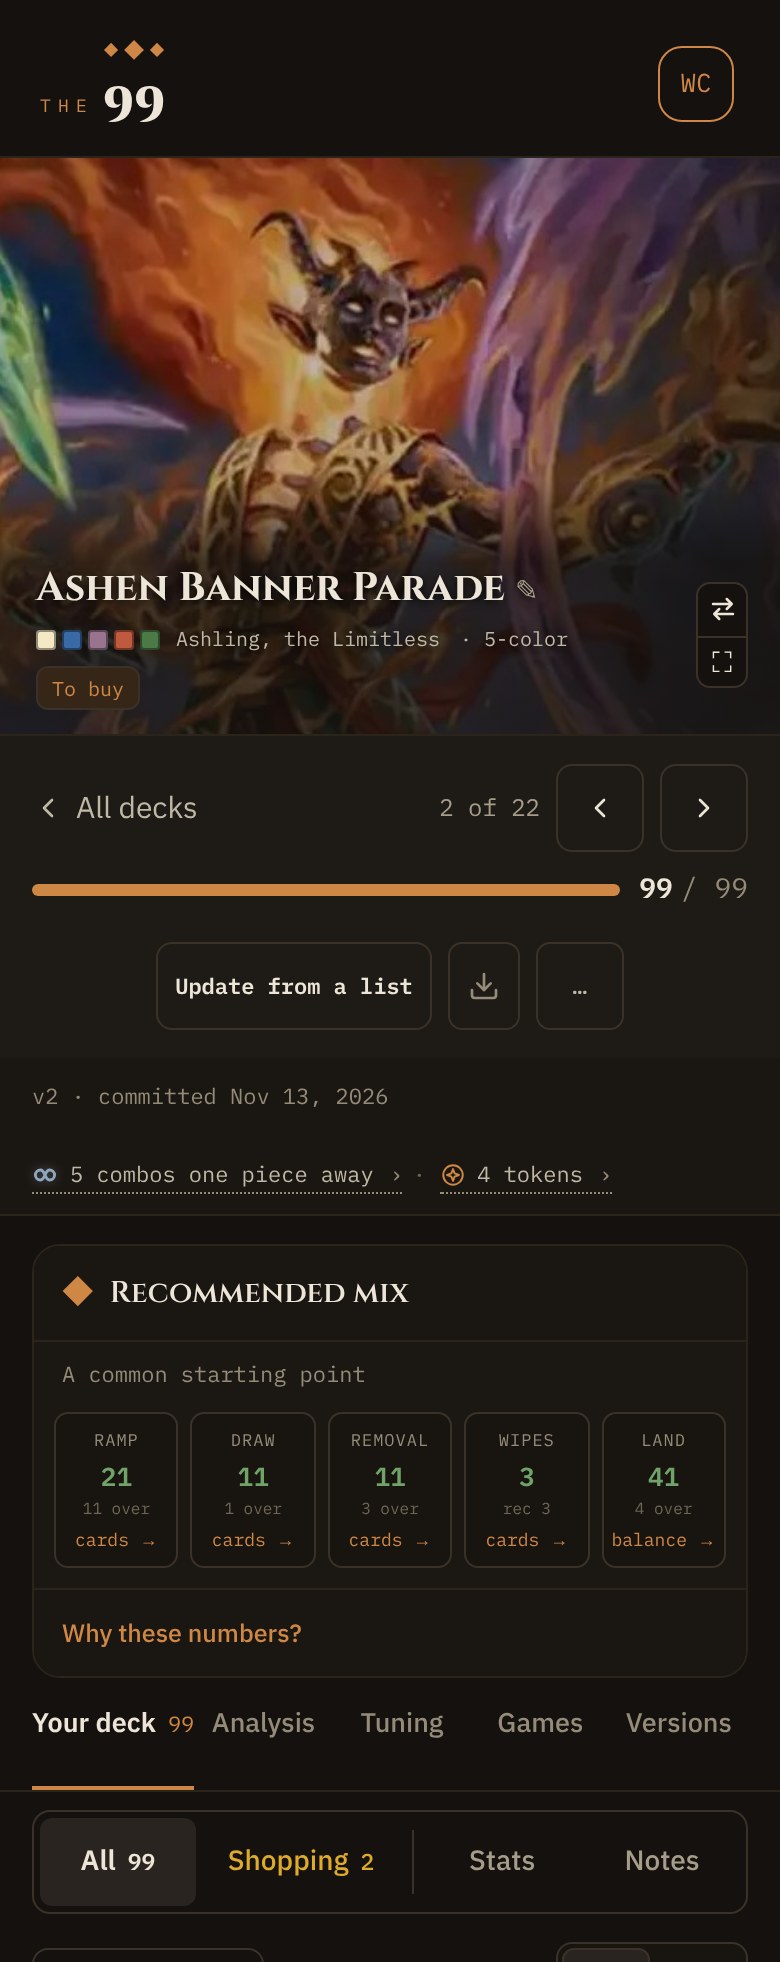 THE 99
WC
Ashen Banner Parade ✎
Ashling, the Limitless · 5-color
To buy
‹ All decks 2 of 22 ‹ ›
99 / 99
Update from a list …
v2 · committed Nov 13, 2026
∞ 5 combos one piece away › · 4 tokens ›
Recommended mix
A common starting point
RAMP DRAW REMOVAL WIPES LAND
21 11 11 3 41
11 over 1 over 3 over rec 3 4 over
cards → cards → cards → cards → balance →
Why these numbers?
Your deck 99 Analysis Tuning Games Versions
All 99 Shopping 2 Stats Notes